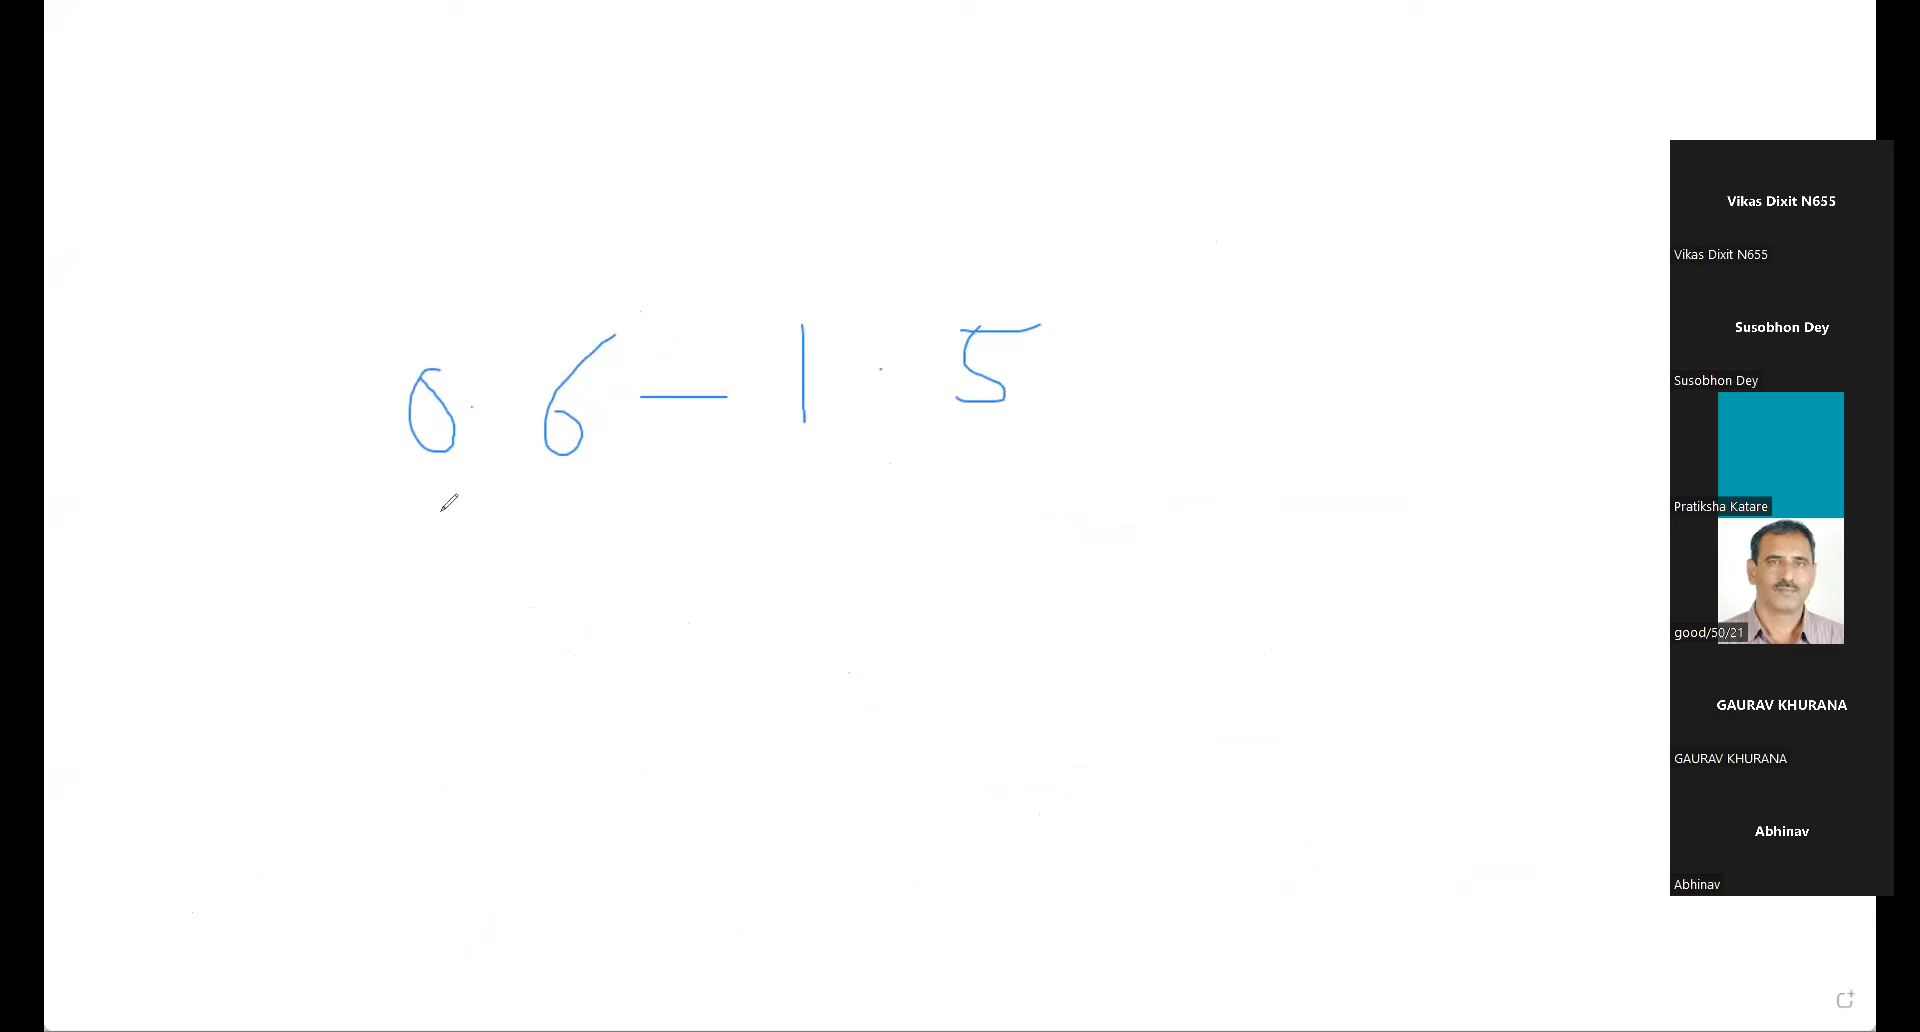 0.6 — 1.5
Vikas Dixit N655
Vikas Dixit N655
Susobhon Dey
Susobhon Dey
Pratiksha Katare
good/50/21
GAURAV KHURANA
GAURAV KHURANA
Abhinav
Abhinav